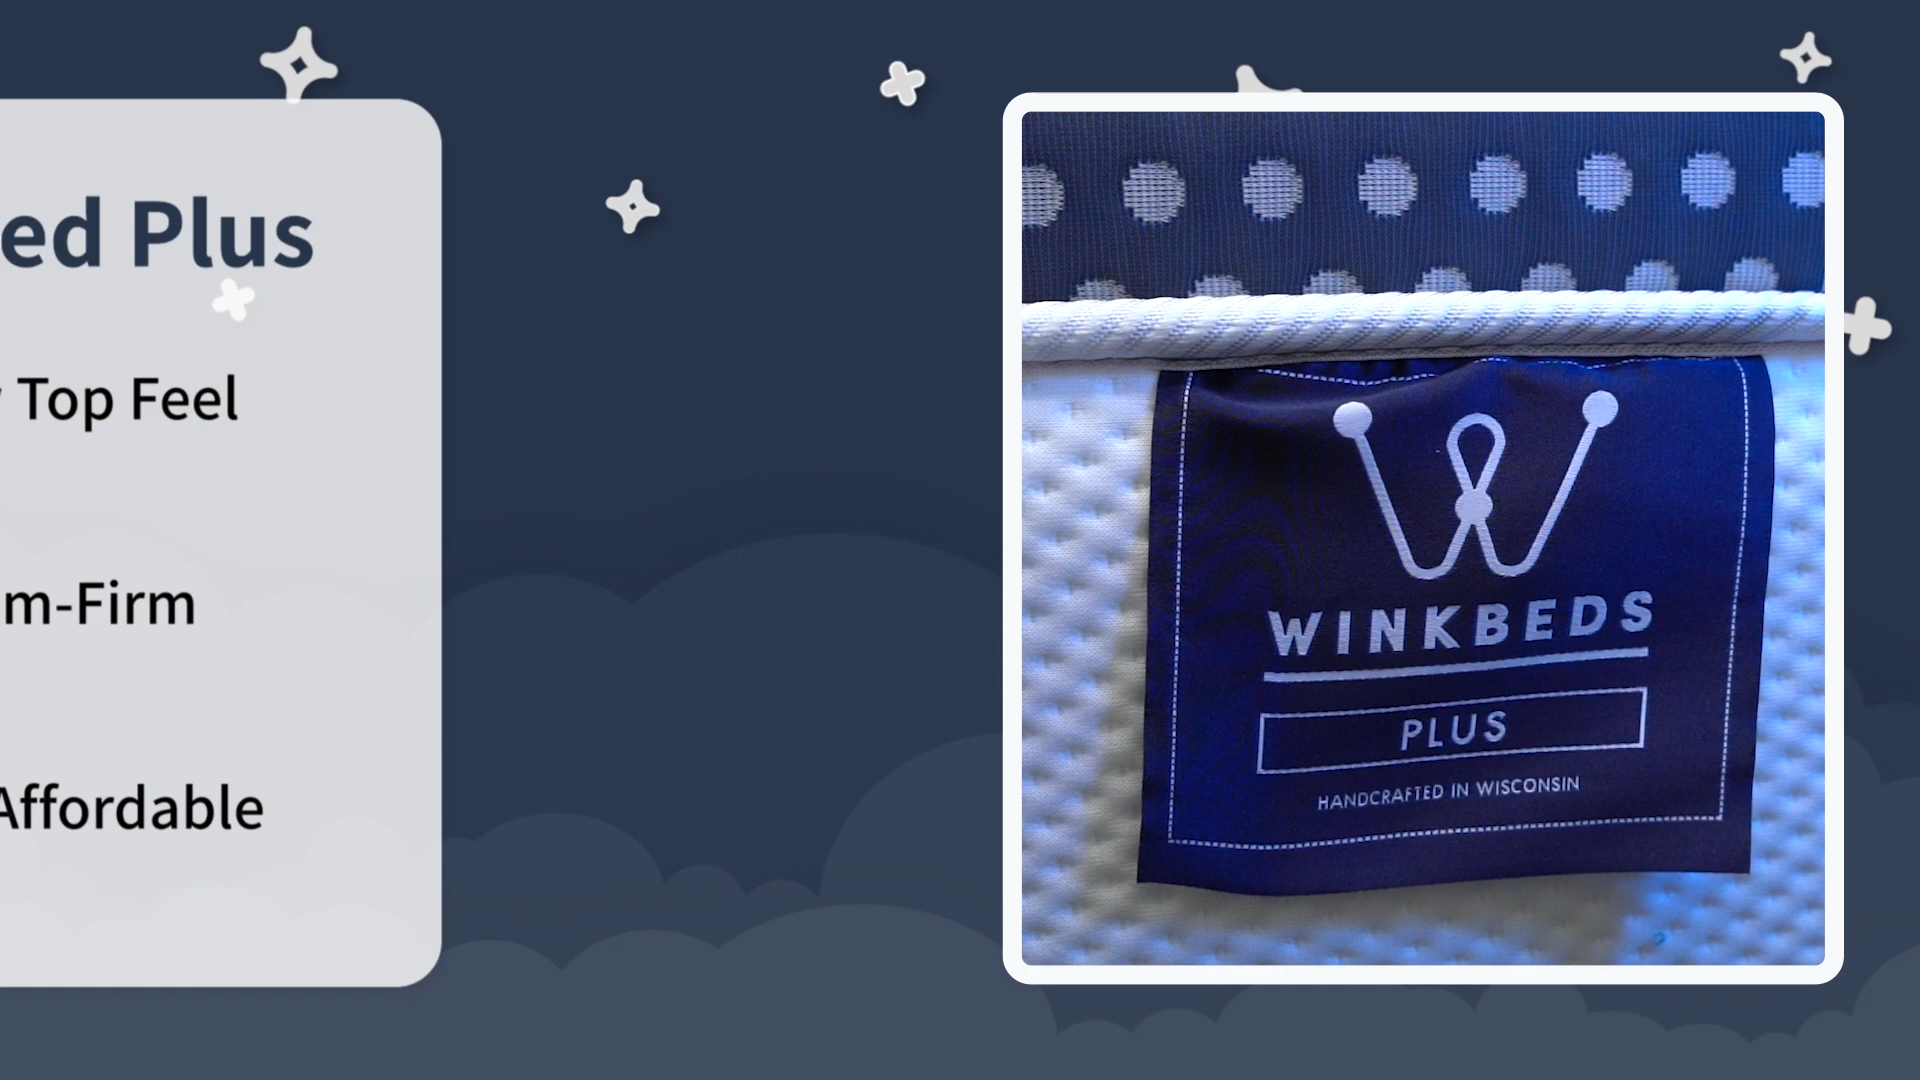 ed Plus
Top Feel
m-Firm
Affordable
WINKBEDS
PLUS
HANDCRAFTED IN WISCONSIN